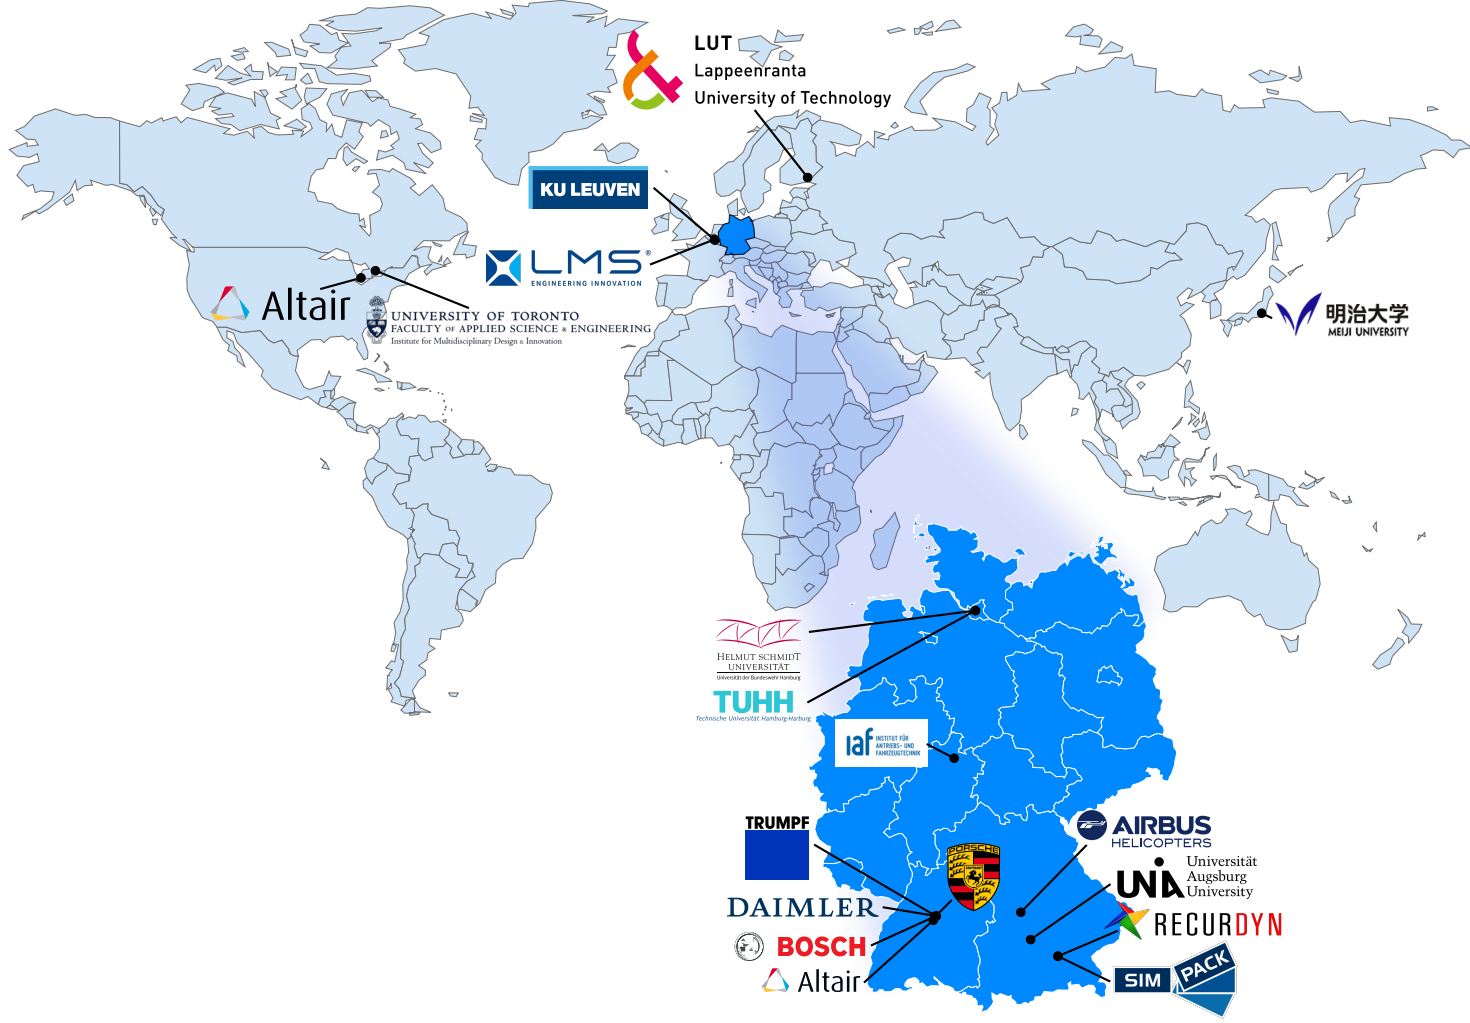 LUT
Lappeenranta
University of Technology
KU LEUVEN
LMS®
ENGINEERING INNOVATION
Altair
UNIVERSITY OF TORONTO
FACULTY OF APPLIED SCIENCE & ENGINEERING
Institute for Multidisciplinary Design & Innovation
明治大学
MEIJI UNIVERSITY
HELMUT SCHMIDT
UNIVERSITÄT
Universität der Bundeswehr Hamburg
TUHH
Technische Universität Hamburg-Harburg
iaf
INSTITUT FÜR
ANTRIEBS- UND
FAHRZEUGTECHNIK
TRUMPF
PORSCHE
AIRBUS
HELICOPTERS
UNIA
Universität
Augsburg
University
DAIMLER
RECURDYN
BOSCH
Altair
SIMPACK